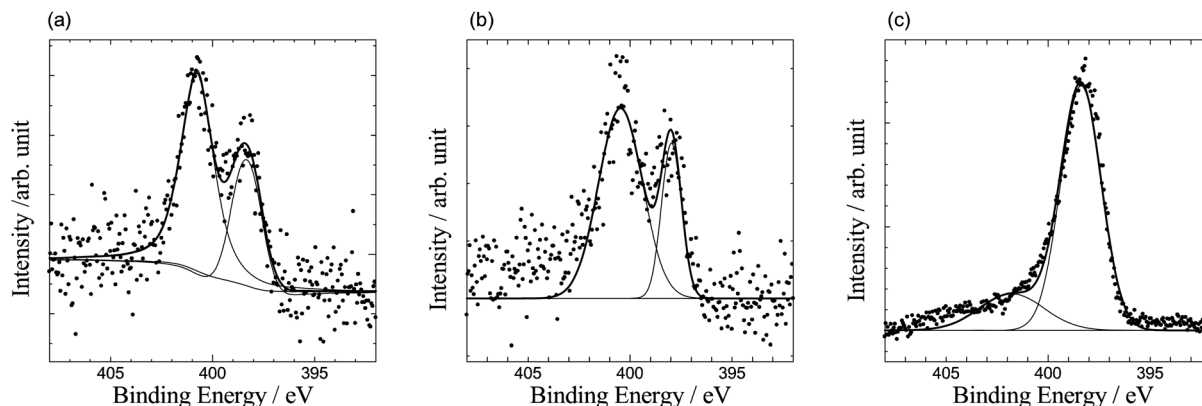 (a)
Intensity /arb. unit
405 400 395
Binding Energy / eV
(b)
Intensity / arb. unit
405 400 395
Binding Energy / eV
(c)
Intensity / arb. unit
405 400 395
Binding Energy / eV